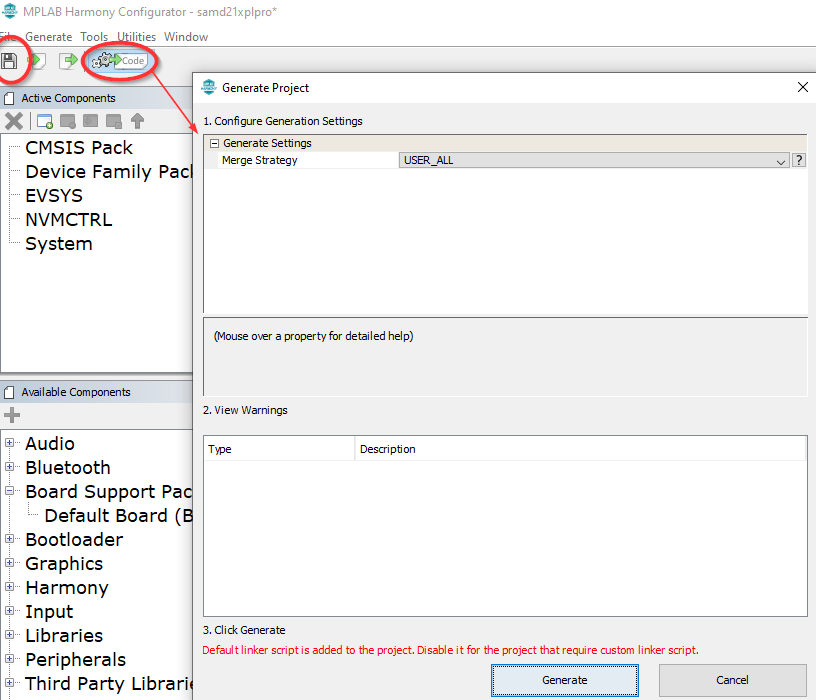 MPLAB Harmony Configurator - samd21xplpro*
File Generate Tools Utilities Window
Code
Active Components
CMSIS Pack
Device Family Pac
EVSYS
NVMCTRL
System
Available Components
Audio
Bluetooth
Board Support Pac
Default Board (B
Bootloader
Graphics
Harmony
Input
Libraries
Peripherals
Third Party Librarie
Generate Project
1. Configure Generation Settings
Generate Settings
Merge Strategy USER_ALL ?
(Mouse over a property for detailed help)
2. View Warnings
Type Description
3. Click Generate
Default linker script is added to the project. Disable it for the project that require custom linker script.
Generate Cancel